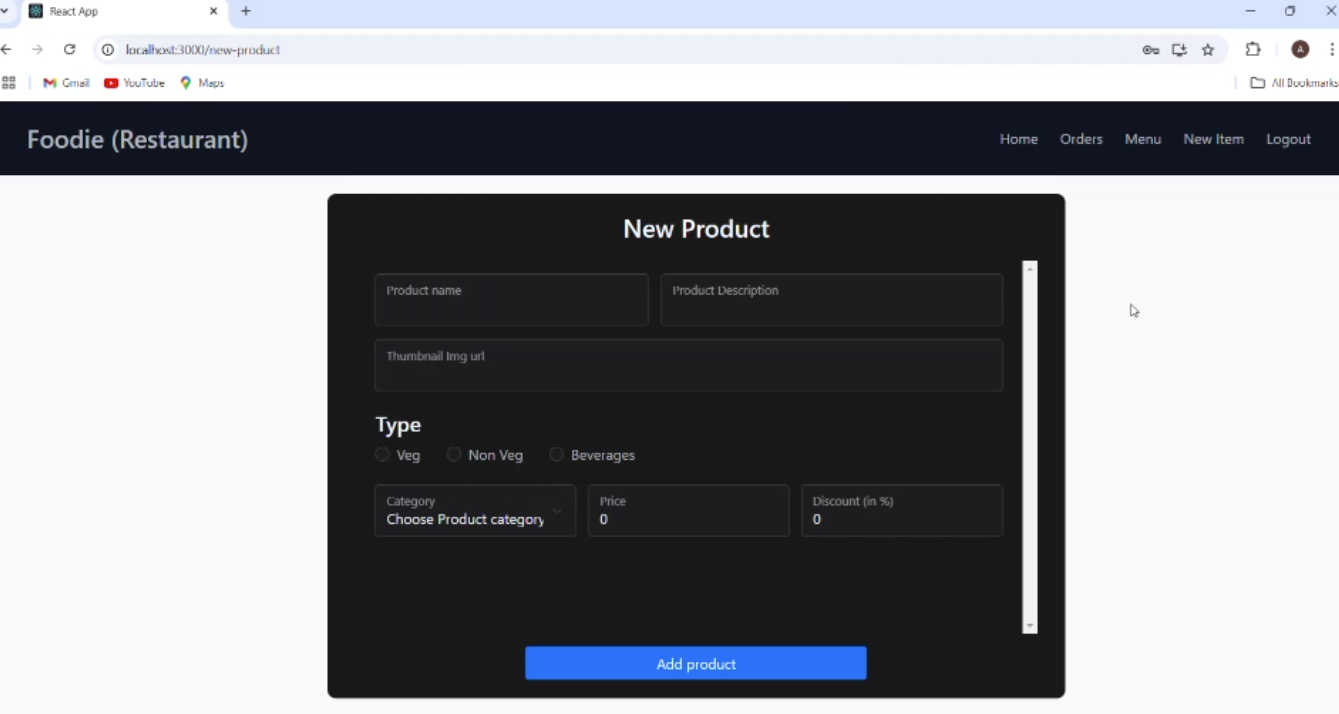 React App
localhost:3000/new-product
A
Gmail YouTube Maps All Bookmarks
Foodie (Restaurant) Home Orders Menu New Item Logout
New Product
Product name Product Description
Thumbnail Img url
Type
Veg Non Veg Beverages
Category Price Discount (in %)
Choose Product category 0 0
Add product